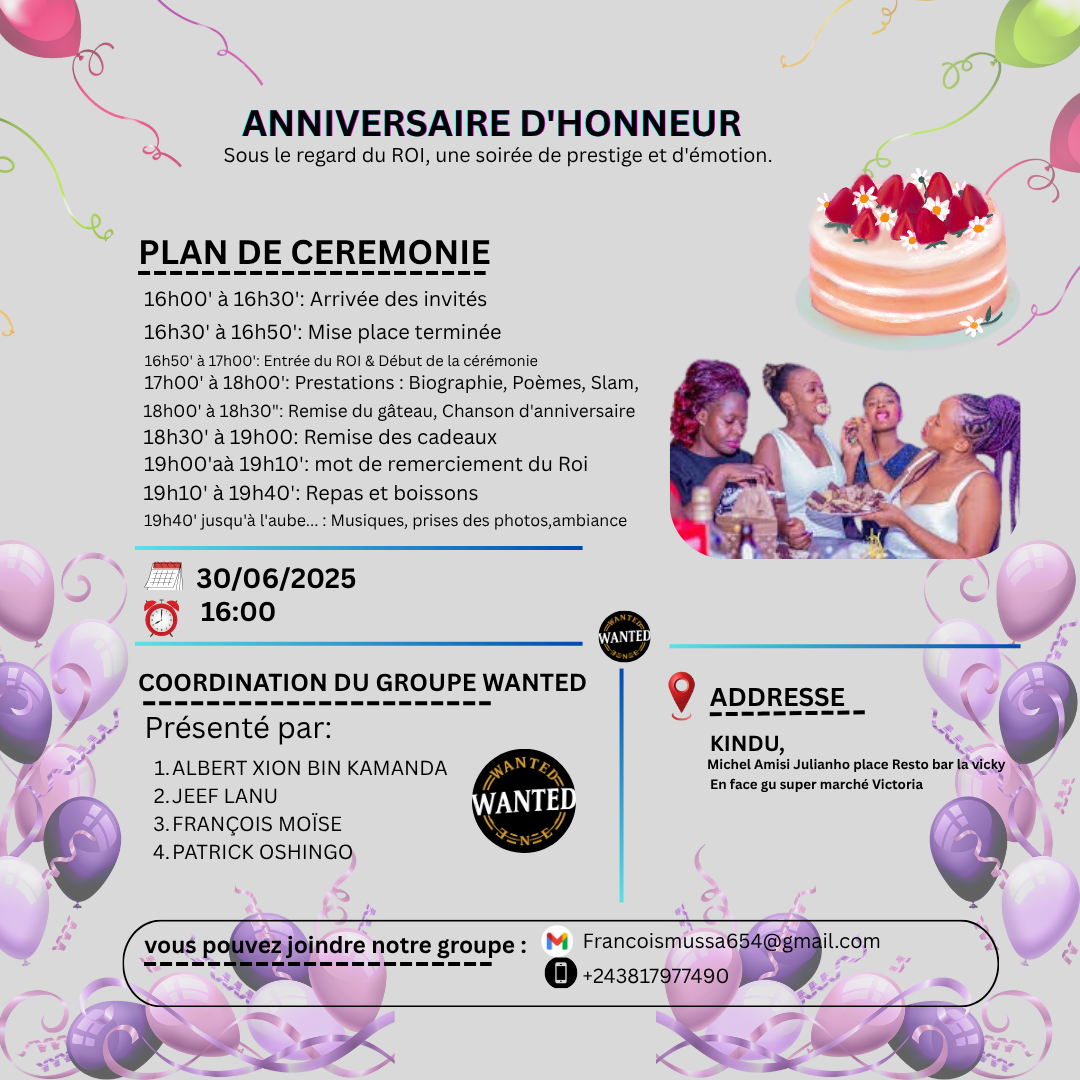 ANNIVERSAIRE D'HONNEUR
Sous le regard du ROI, une soirée de prestige et d'émotion.
PLAN DE CEREMONIE
16h00' à 16h30': Arrivée des invités
16h30' à 16h50': Mise place terminée
16h50' à 17h00': Entrée du ROI & Début de la cérémonie
17h00' à 18h00': Prestations : Biographie, Poèmes, Slam,
18h00' à 18h30": Remise du gâteau, Chanson d'anniversaire
18h30' à 19h00: Remise des cadeaux
19h00'aà 19h10': mot de remerciement du Roi
19h10' à 19h40': Repas et boissons
19h40' jusqu'à l'aube... : Musiques, prises des photos,ambiance
30/06/2025
16:00
WANTED
WANTED
COORDINATION DU GROUPE WANTED
Présenté par:
1. ALBERT XION BIN KAMANDA
2. JEEF LANU
3. FRANÇOIS MOÏSE
4. PATRICK OSHINGO
WANTED
WANTED
ADDRESSE
KINDU,
Michel Amisi Julianho place Resto bar la vicky
En face gu super marché Victoria
vous pouvez joindre notre groupe :
Francoismussa654@gmail.com
+243817977490